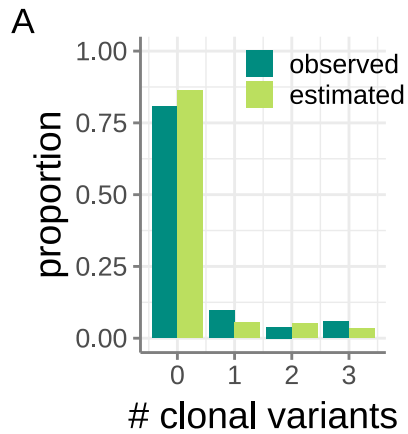 A
1.00
0.75
0.50
0.25
0.00
proportion
observed
estimated
0 1 2 3
# clonal variants